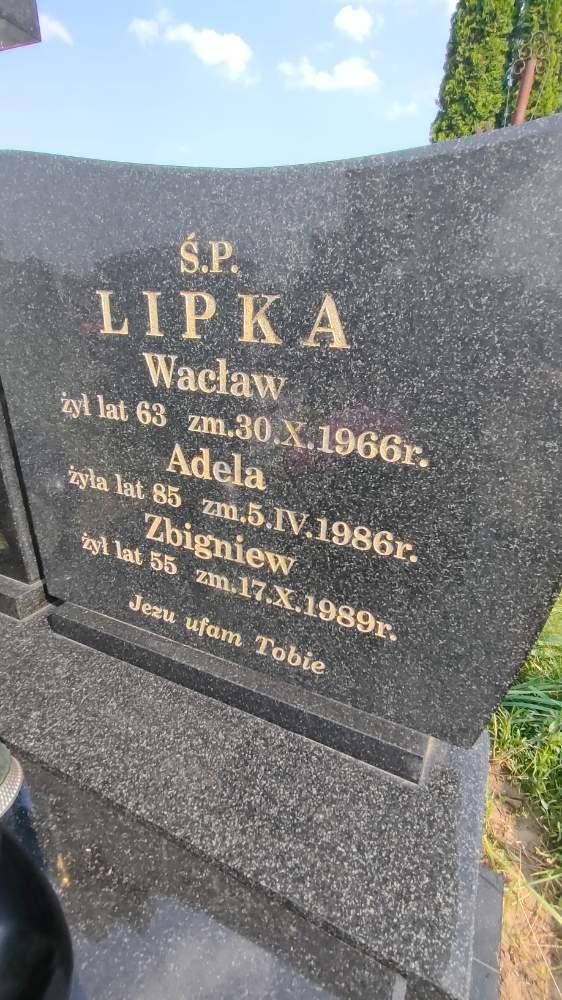 Ś.P.
LIPKA
Wacław
żył lat 63 zm.30.X.1966r.
Adela
żyła lat 85 zm.5.IV.1986r.
Zbigniew
żył lat 55 zm.17.X.1989r.
Jezu ufam Tobie